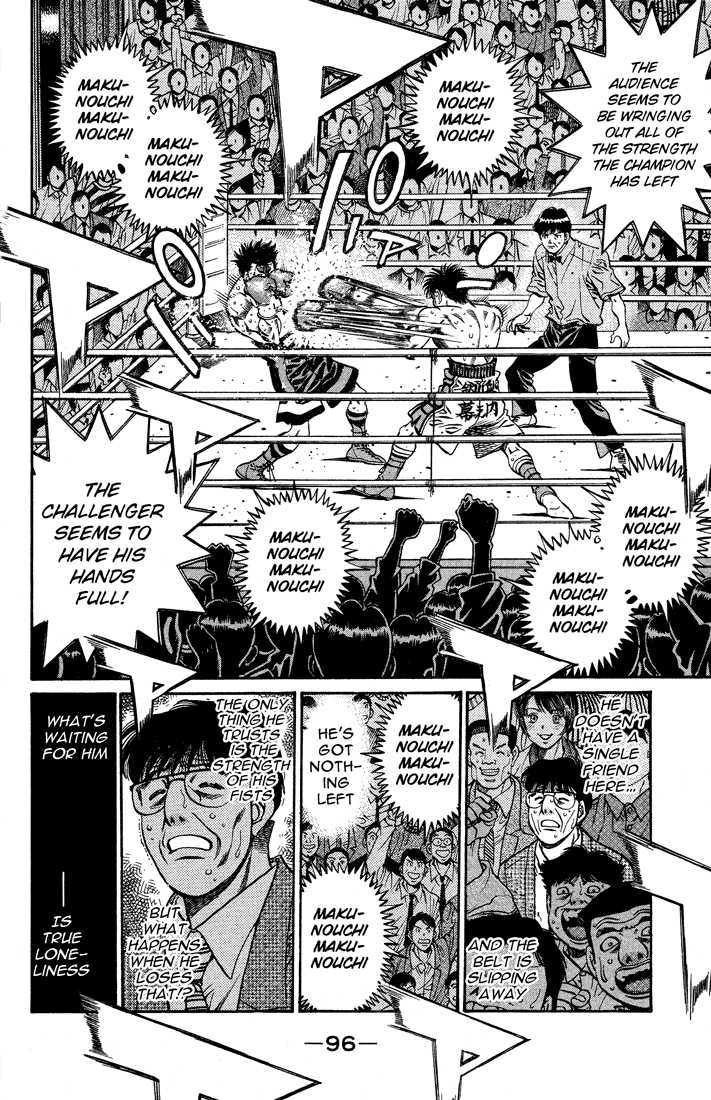 THE
AUDIENCE
SEEMS TO
BE WRINGING
OUT ALL OF
THE STRENGTH
THE CHAMPION
HAS LEFT
MAKU-
NOUCHI
MAKU-
NOUCHI
MAKU-
NOUCHI
MAKU-
NOUCHI
MAKU-
NOUCHI
MAKU-
NOUCHI
幕之内
MAKU-
NOUCHI
MAKU-
NOUCHI
MAKU-
NOUCHI
MAKU-
NOUCHI
MAKU-
NOUCHI
MAKU-
NOUCHI
THE
CHALLENGER
SEEMS TO
HAVE HIS
HANDS
FULL!
HE
DOESN'T
HAVE A
SINGLE
FRIEND
HERE...
AND THE
BELT IS
SLIPPING
AWAY
MAKU-
NOUCHI
MAKU-
NOUCHI
HE'S
GOT
NOTH-
ING
LEFT
MAKU-
NOUCHI
MAKU-
NOUCHI
THE ONLY
THING HE
TRUSTS
IS THE
STRENGTH
OF HIS
FISTS
BUT
WHAT
HAPPENS
WHEN HE
LOSES
THAT!?
WHAT'S
WAITING
FOR HIM
—
IS
TRUE
LONE-
LINESS
—96—